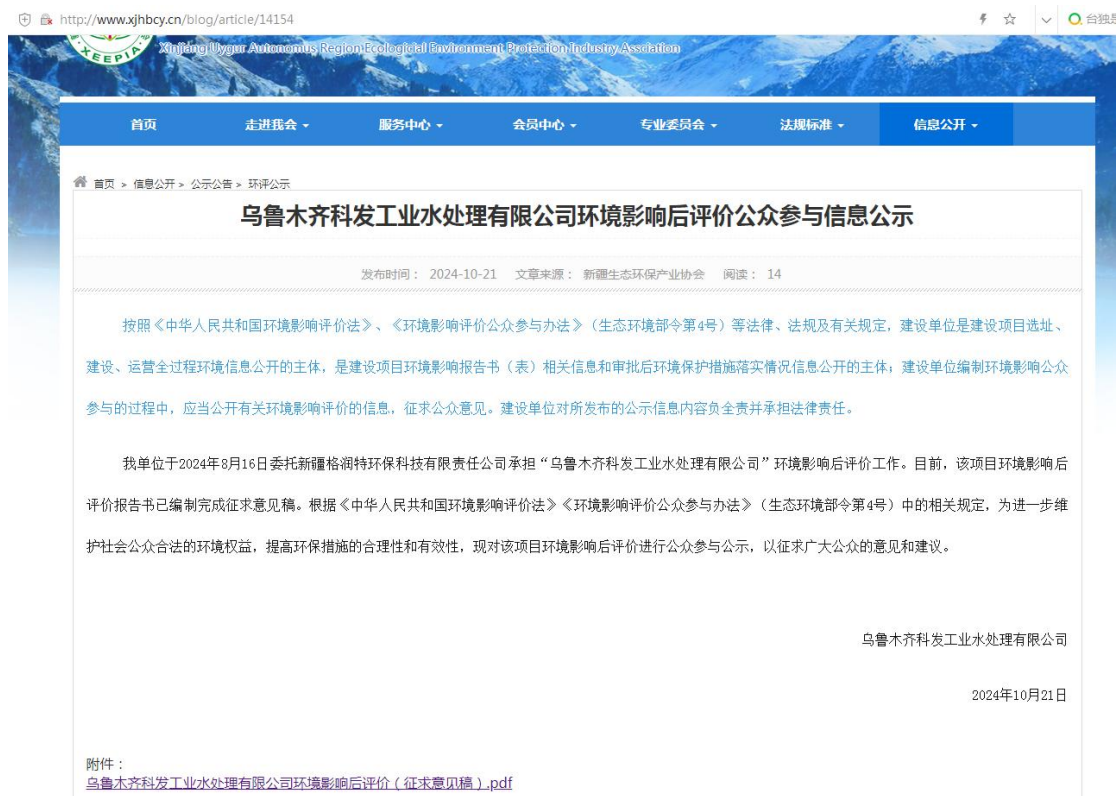 http://www.xjhbcy.cn/blog/article/14154
台独是
XEEPIA
Xinjiang Uygur Autonomus Region Ecologicial Environment Protection Industry Assciation
首页 走进我会 服务中心 会员中心 专业委员会 法规标准 信息公开
首页 > 信息公开 > 公示公告 > 环评公示
乌鲁木齐科发工业水处理有限公司环境影响后评价公众参与信息公示
发布时间： 2024-10-21 文章来源： 新疆生态环保产业协会 阅读： 14
按照《中华人民共和国环境影响评价法》、《环境影响评价公众参与办法》（生态环境部令第4号）等法律、法规及有关规定，建设单位是建设项目选址、
建设、运营全过程环境信息公开的主体，是建设项目环境影响报告书（表）相关信息和审批后环境保护措施落实情况信息公开的主体；建设单位编制环境影响公众
参与的过程中，应当公开有关环境影响评价的信息，征求公众意见。建设单位对所发布的公示信息内容负全责并承担法律责任。
我单位于2024年8月16日委托新疆格润特环保科技有限责任公司承担“乌鲁木齐科发工业水处理有限公司”环境影响后评价工作。目前，该项目环境影响后
评价报告书已编制完成征求意见稿。根据《中华人民共和国环境影响评价法》《环境影响评价公众参与办法》（生态环境部令第4号）中的相关规定，为进一步维
护社会公众合法的环境权益，提高环保措施的合理性和有效性，现对该项目环境影响后评价进行公众参与公示，以征求广大公众的意见和建议。
乌鲁木齐科发工业水处理有限公司
2024年10月21日
附件：
乌鲁木齐科发工业水处理有限公司环境影响后评价（征求意见稿）.pdf